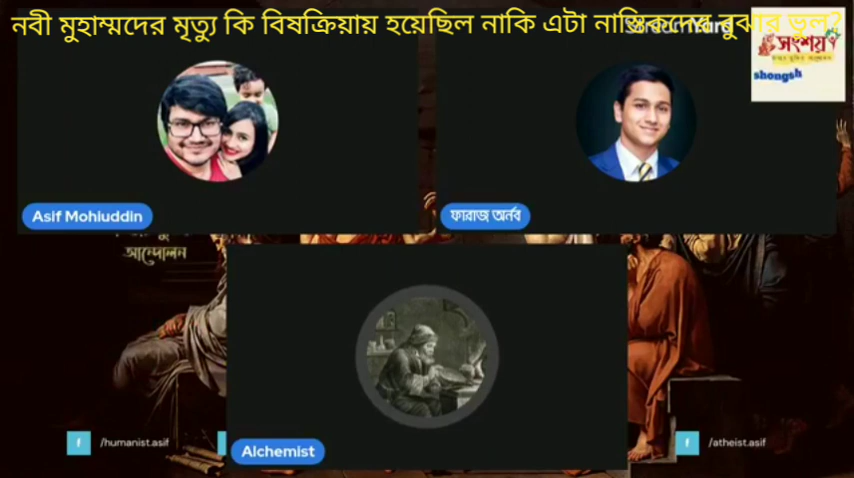 নবী মুহাম্মদের মৃত্যু কি বিষক্রিয়ায় হয়েছিল নাকি এটা নাস্তিকদের বুঝার ভুল?
সংশয়
shongsh
Asif Mohiuddin
ফারাজ অর্নব
আন্দোলন
Alchemist
f /humanist.asif
f /atheist.asif